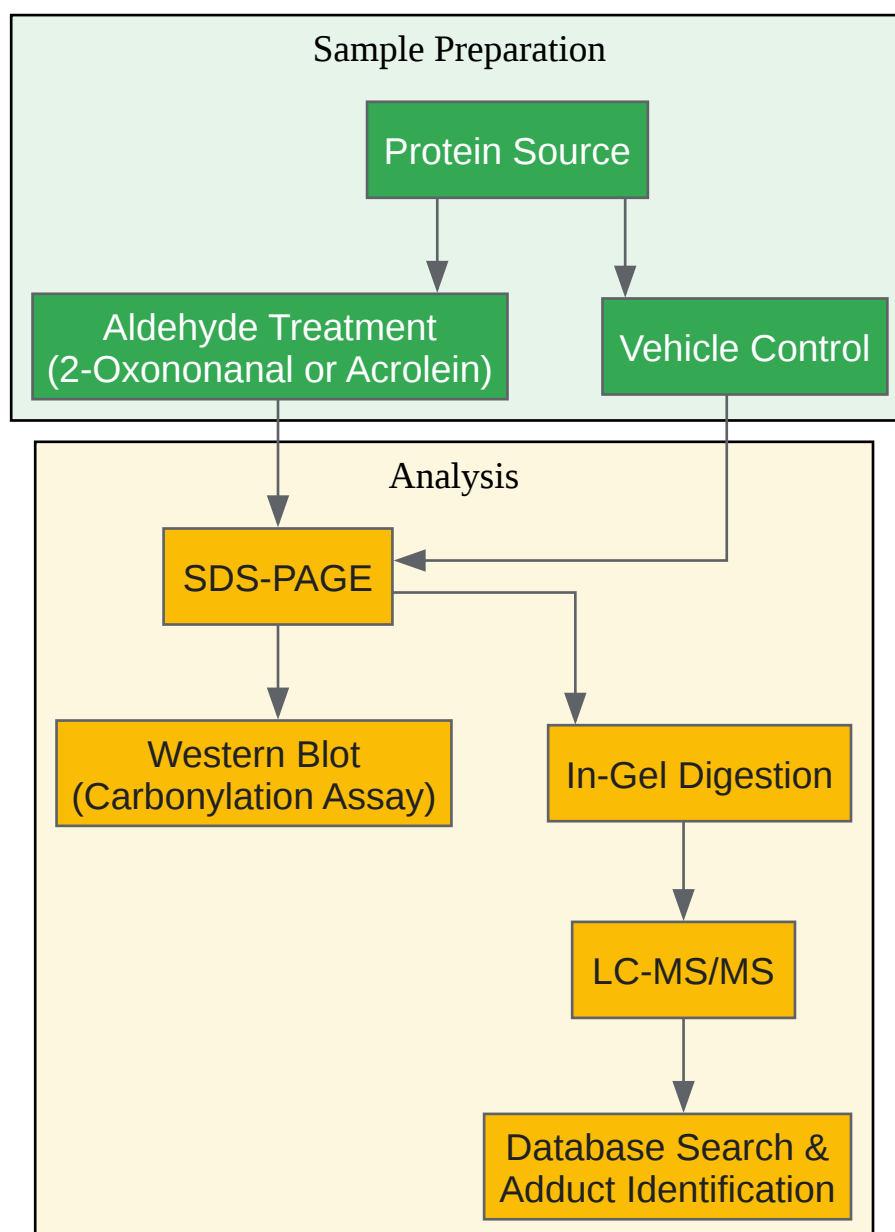 Sample Preparation
Protein Source
Aldehyde Treatment
(2-Oxononanal or Acrolein)
Vehicle Control
Analysis
SDS-PAGE
Western Blot
(Carbonylation Assay)
In-Gel Digestion
LC-MS/MS
Database Search &
Adduct Identification